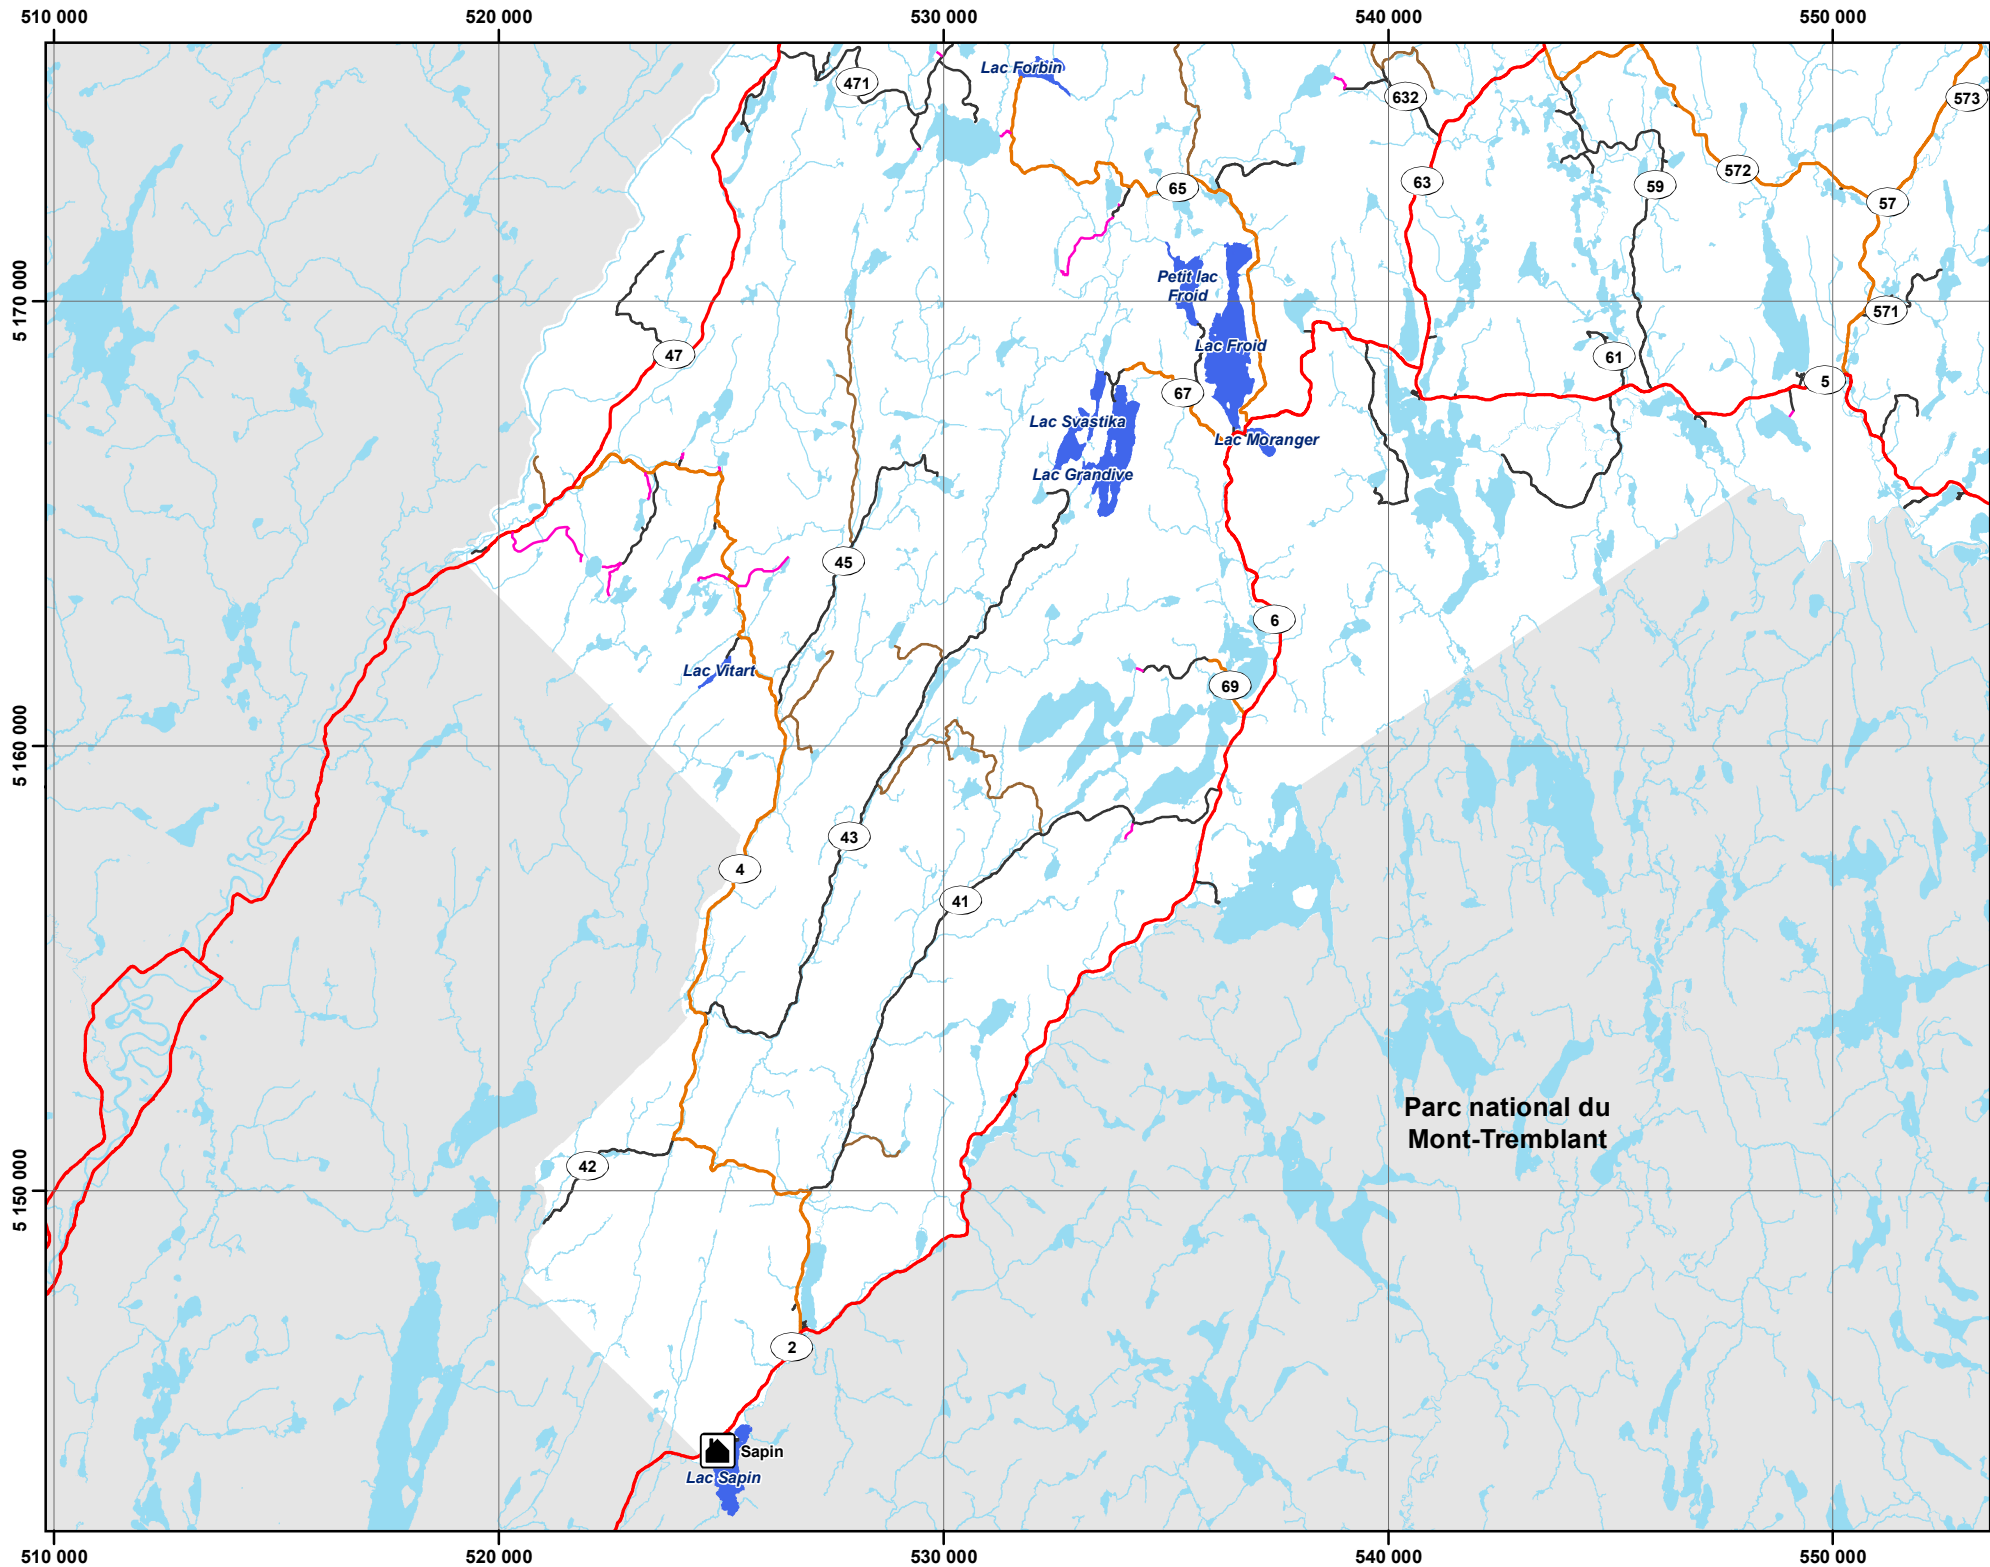 510 000
520 000
530 000
540 000
550 000
Lac Forbin
471
632
573
65
63
59
572
57
5 170 000
Petit lac
Froid
571
47
Lac Froid
61
5
67
Lac Svastika
Lac Moranger
Lac Grandive
45
6
Lac Vitart
69
5 160 000
43
4
41
Parc national du
Mont-Tremblant
42
5 150 000
2
Sapin
Lac Sapin
510 000
520 000
530 000
540 000
550 000